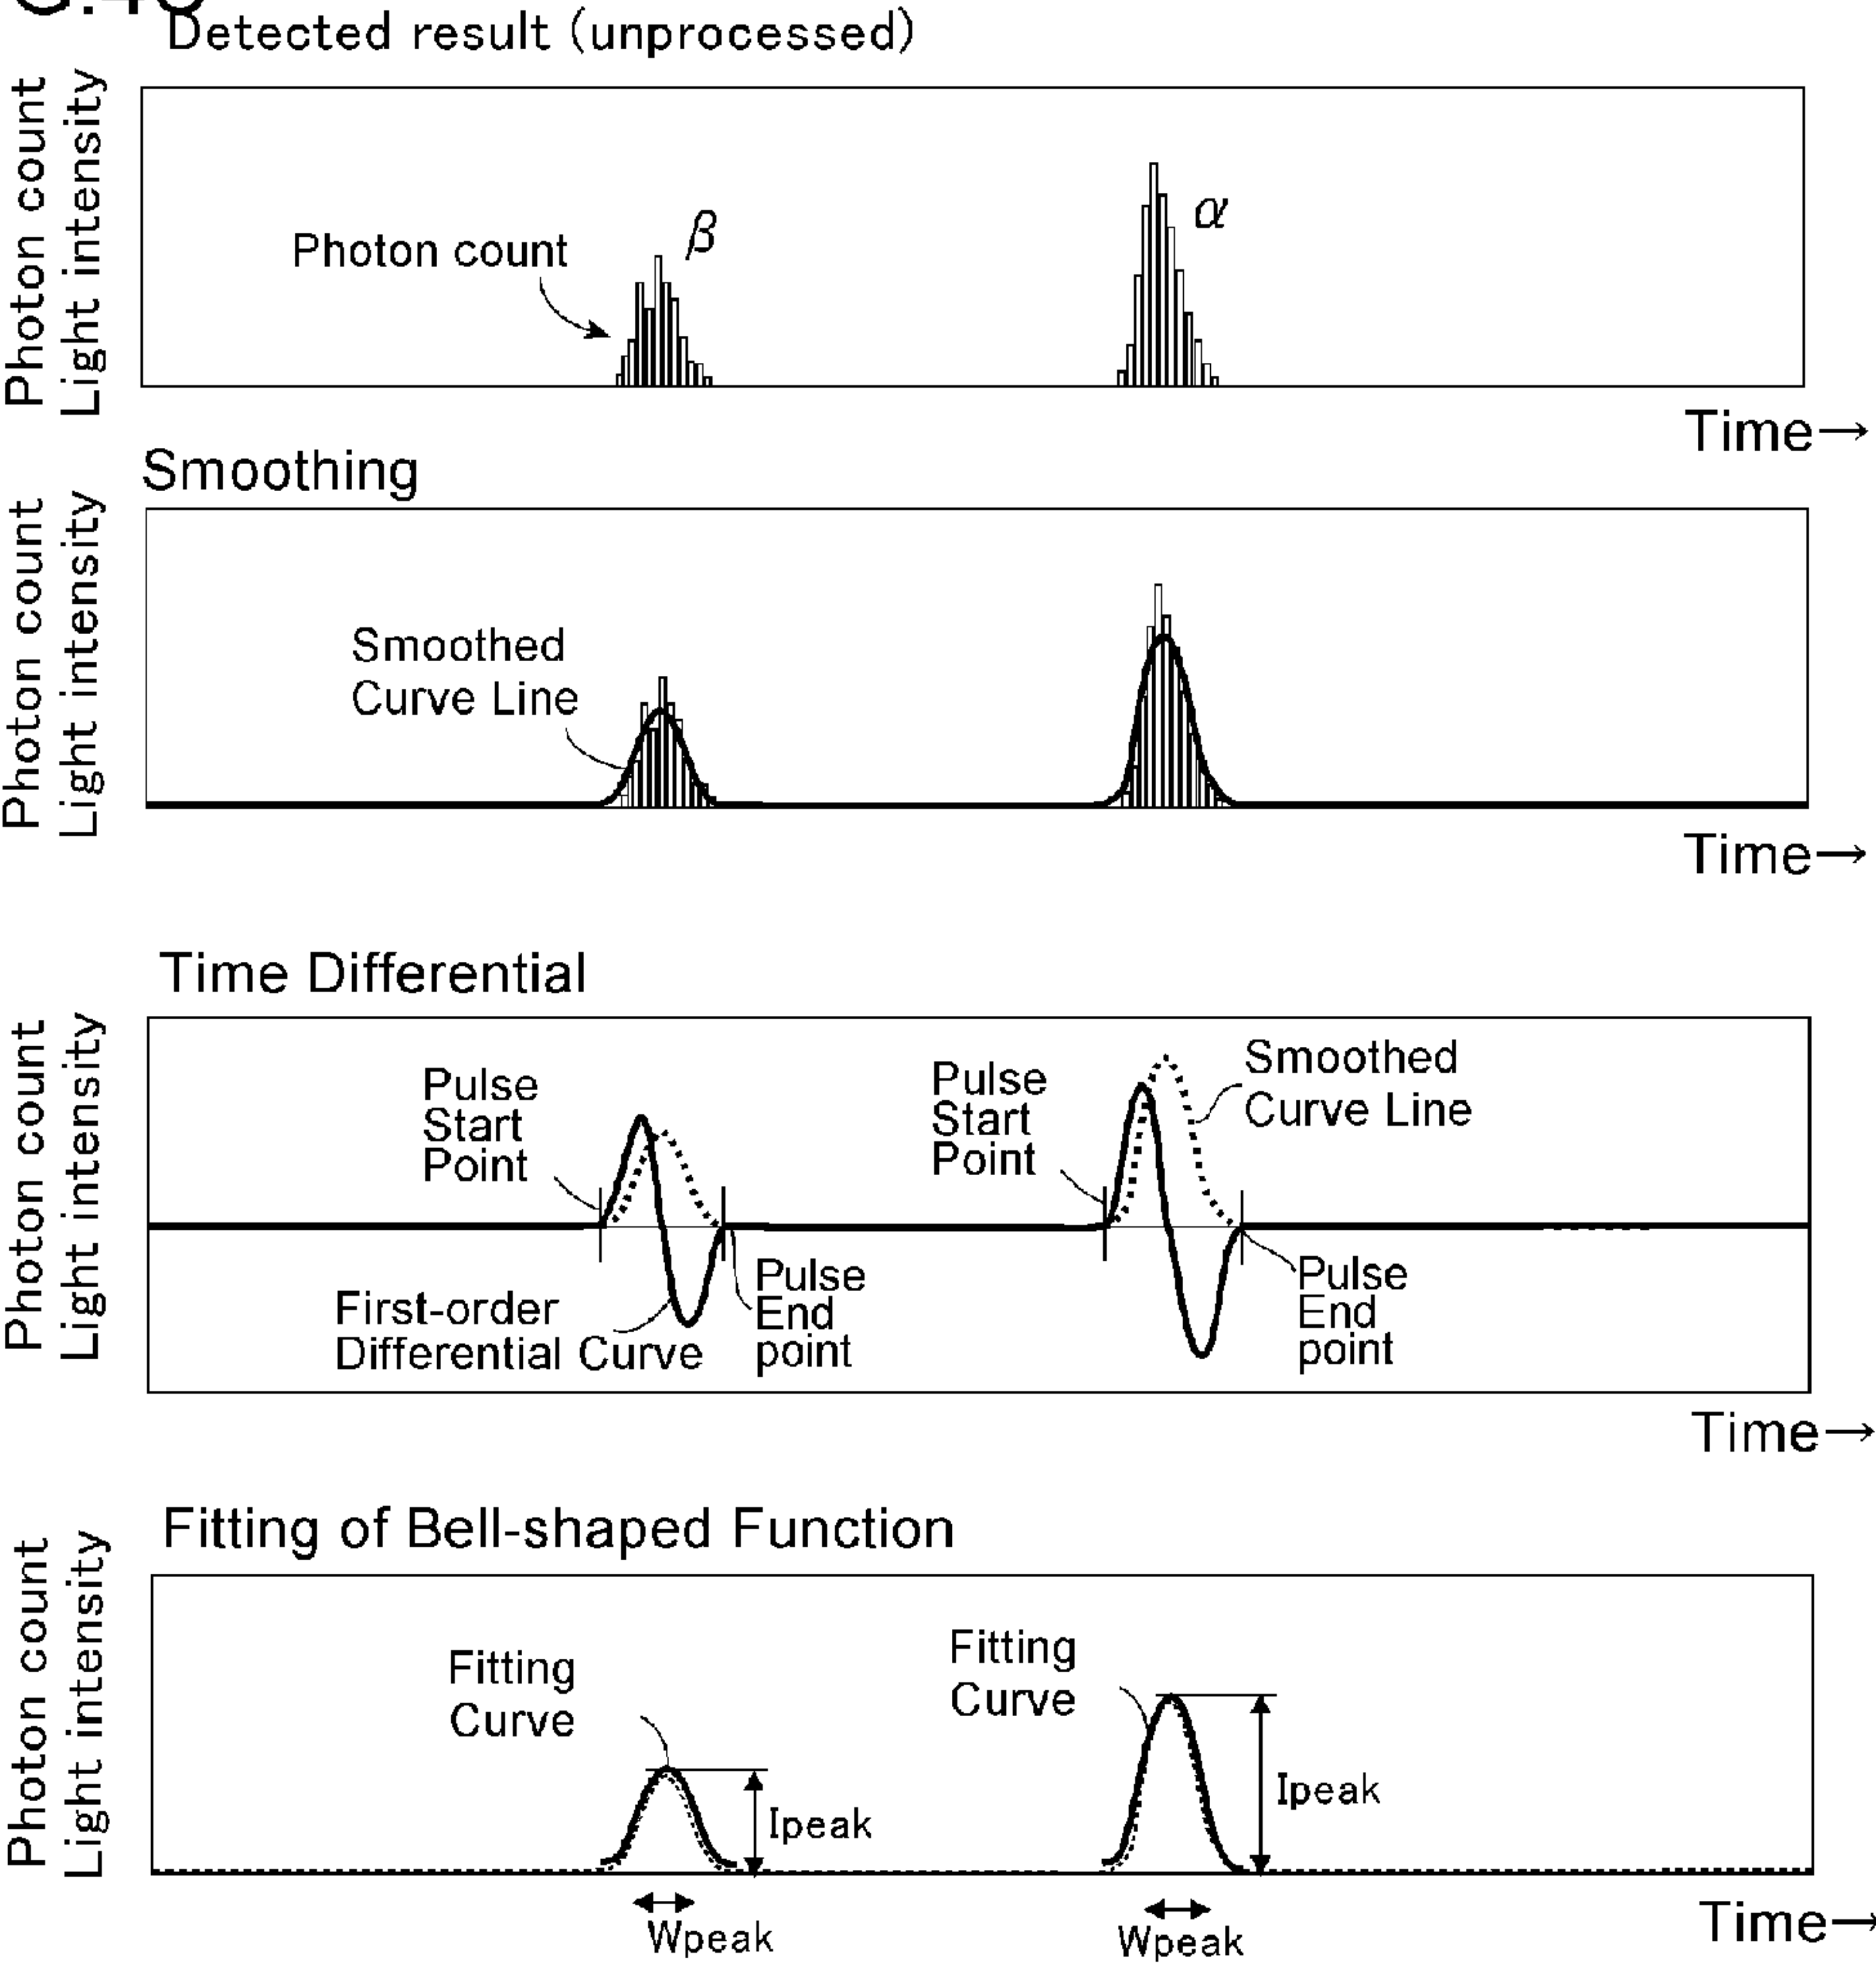 Detected result (unprocessed)
Photon count
Light intensity
Photon count
β
α
Time→
Smoothing
Photon count
Light intensity
Smoothed
Curve Line
Time→
Time Differential
Photon count
Light intensity
Pulse
Start
Point
Pulse
Start
Point
Smoothed
Curve Line
First-order
Differential Curve
Pulse
End
point
Pulse
End
point
Time→
Fitting of Bell-shaped Function
Photon count
Light intensity
Fitting
Curve
Fitting
Curve
Ipeak
Ipeak
Wpeak
Wpeak
Time→